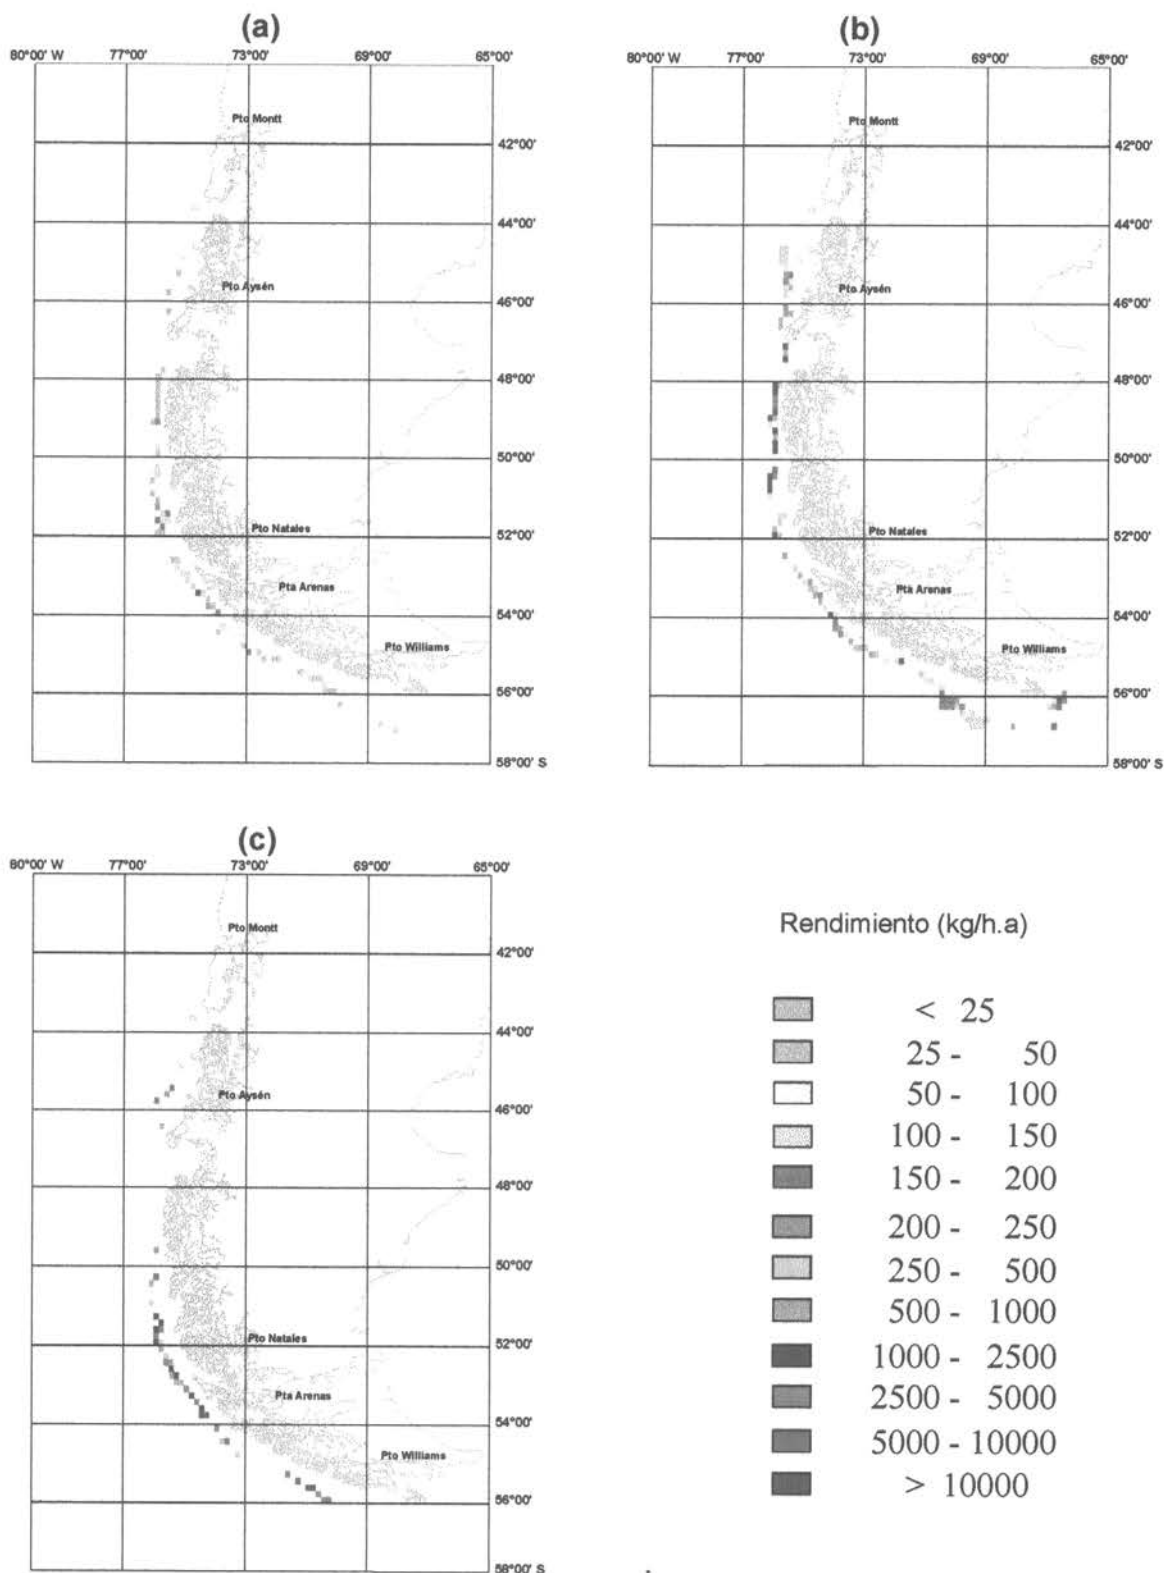 (a)
80°00' W 77°00' 73°00' 69°00' 65°00'
Pto Montt
42°00'
44°00'
Pto Aysén
46°00'
48°00'
50°00'
Pto Natales
52°00'
Pta Arenas
54°00'
Pto Williams
56°00'
58°00' S
(b)
80°00' W 77°00' 73°00' 69°00' 65°00'
Pto Montt
42°00'
44°00'
Pto Aysén
46°00'
48°00'
50°00'
Pto Natales
52°00'
Pta Arenas
54°00'
Pto Williams
56°00'
58°00' S
(c)
80°00' W 77°00' 73°00' 69°00' 65°00'
Pto Montt
42°00'
44°00'
Pto Aysén
46°00'
48°00'
50°00'
Pto Natales
52°00'
Pta Arenas
54°00'
Pto Williams
56°00'
58°00' S
Rendimiento (kg/h.a)
< 25
25 - 50
50 - 100
100 - 150
150 - 200
200 - 250
250 - 500
500 - 1000
1000 - 2500
2500 - 5000
5000 - 10000
> 10000